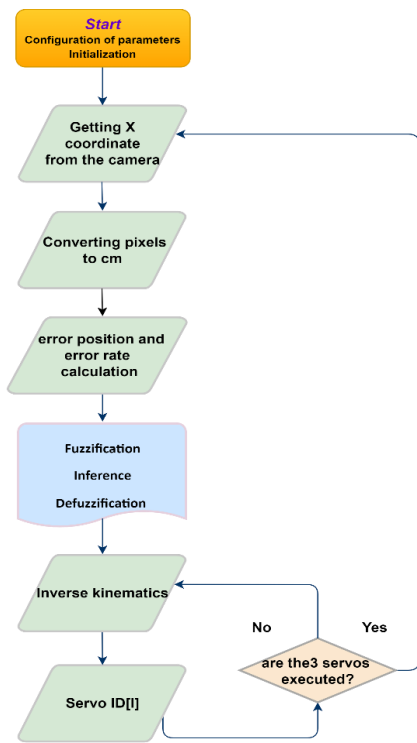 Start
Configuration of parameters
Initialization
Getting X
coordinate
from the camera
Converting pixels
to cm
error position and
error rate
calculation
Fuzzification
Inference
Defuzzification
Inverse kinematics
No
Yes
are the3 servos
executed?
Servo ID[I]